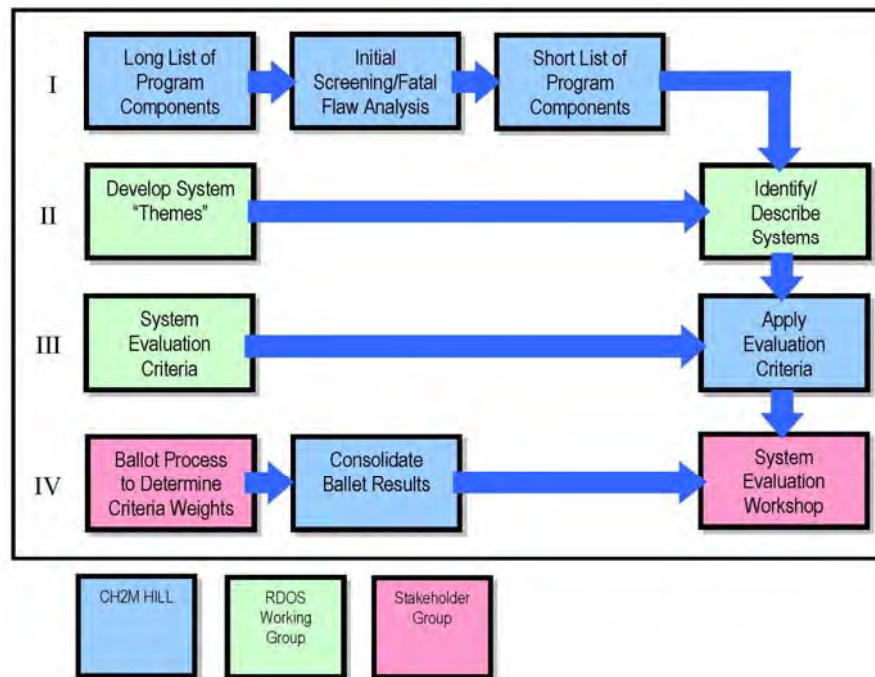 I
Long List of
Program
Components
Initial
Screening/Fatal
Flaw Analysis
Short List of
Program
Components
II
Develop System
“Themes”
Identify/
Describe
Systems
III
System
Evaluation
Criteria
Apply
Evaluation
Criteria
IV
Ballot Process
to Determine
Criteria Weights
Consolidate
Ballet Results
System
Evaluation
Workshop
CH2M HILL
RDOS
Working
Group
Stakeholder
Group